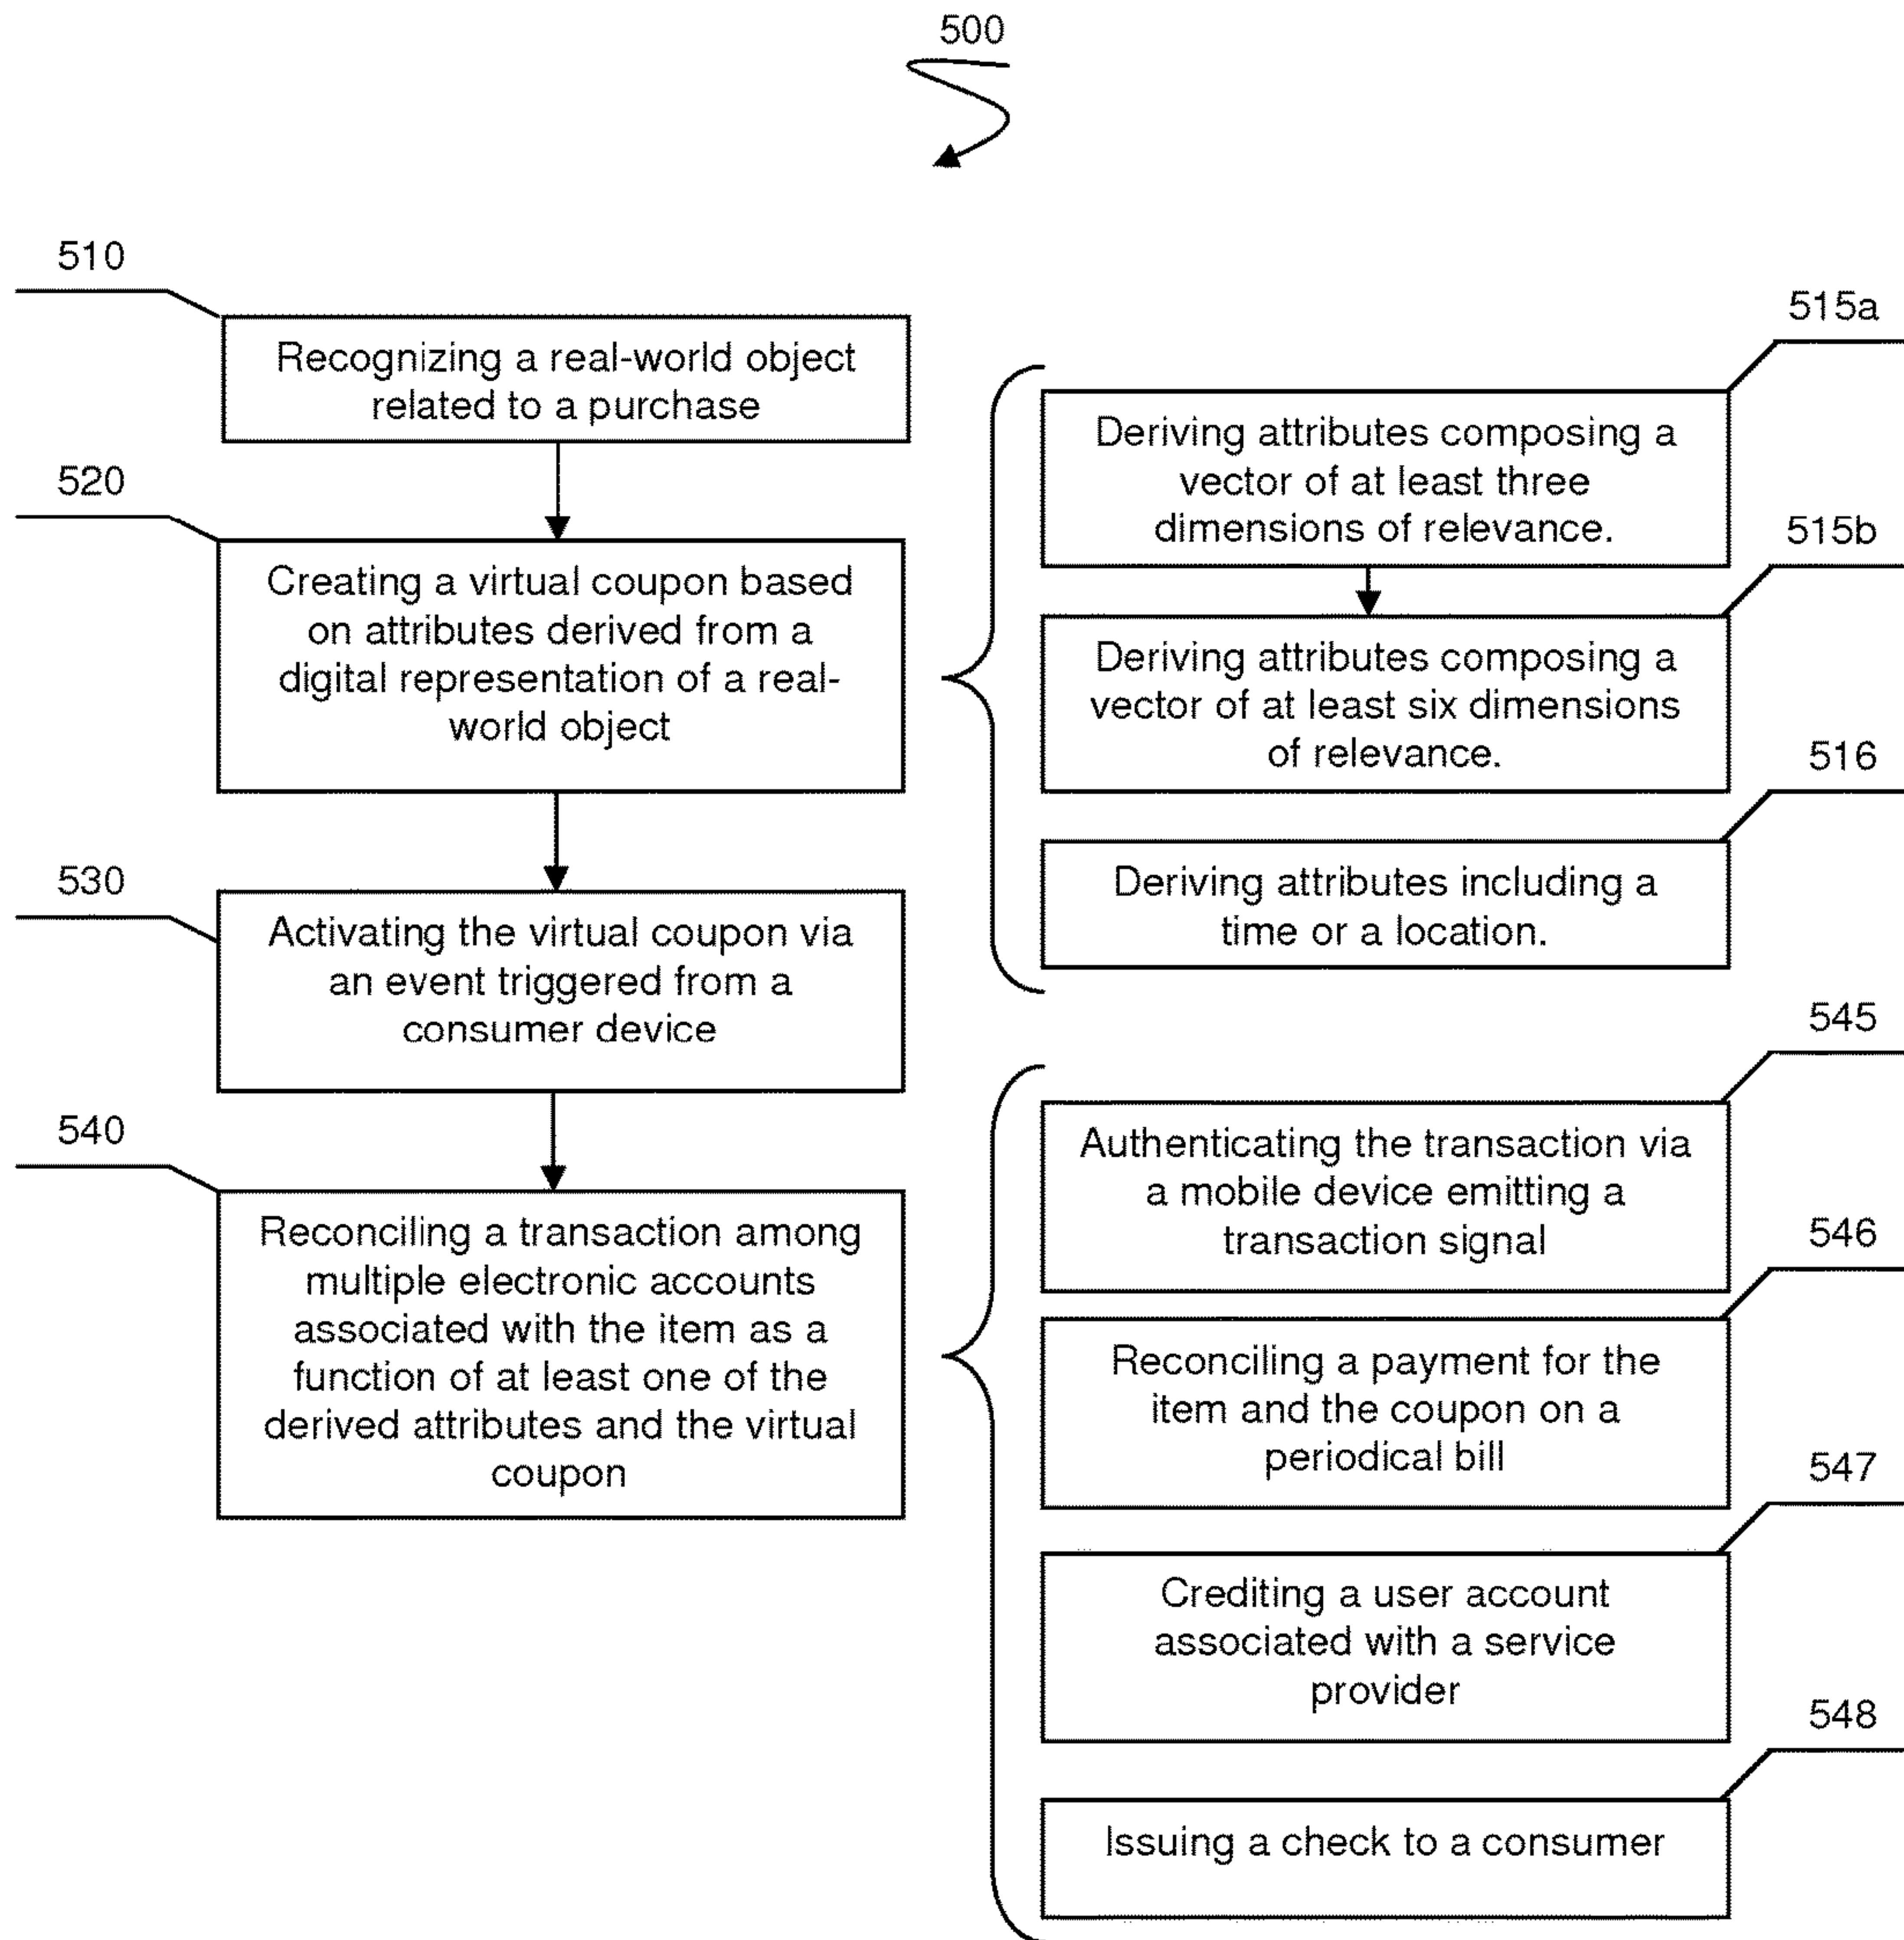 500
510
Recognizing a real-world object
related to a purchase
520
Creating a virtual coupon based
on attributes derived from a
digital representation of a real-
world object
530
Activating the virtual coupon via
an event triggered from a
consumer device
540
Reconciling a transaction among
multiple electronic accounts
associated with the item as a
function of at least one of the
derived attributes and the virtual
coupon
515a
Deriving attributes composing a
vector of at least three
dimensions of relevance.
515b
Deriving attributes composing a
vector of at least six dimensions
of relevance.
516
Deriving attributes including a
time or a location.
545
Authenticating the transaction via
a mobile device emitting a
transaction signal
546
Reconciling a payment for the
item and the coupon on a
periodical bill
547
Crediting a user account
associated with a service
provider
548
Issuing a check to a consumer